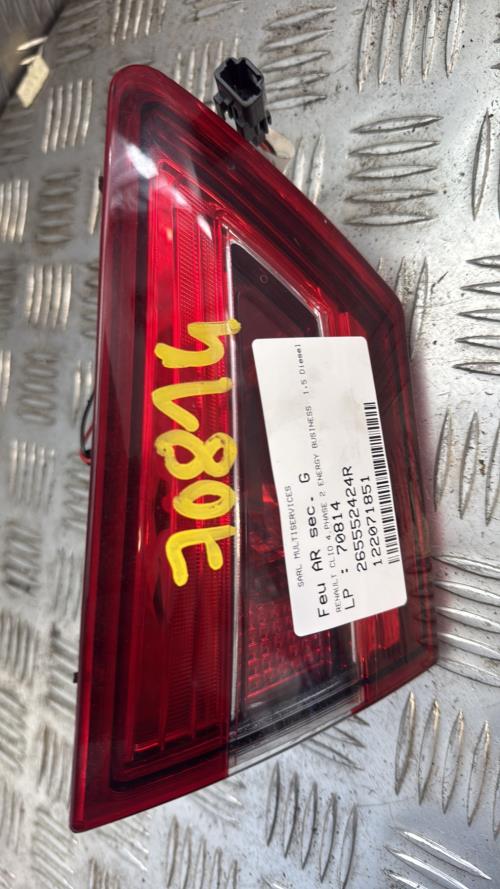 70814
SARL MULTISERVICES
Feu AR sec. G
RENAULT CLIO 4 PHASE 2 ENERGY BUSINESS 1.5 Diesel
LP : 70814
265552424R
122071851